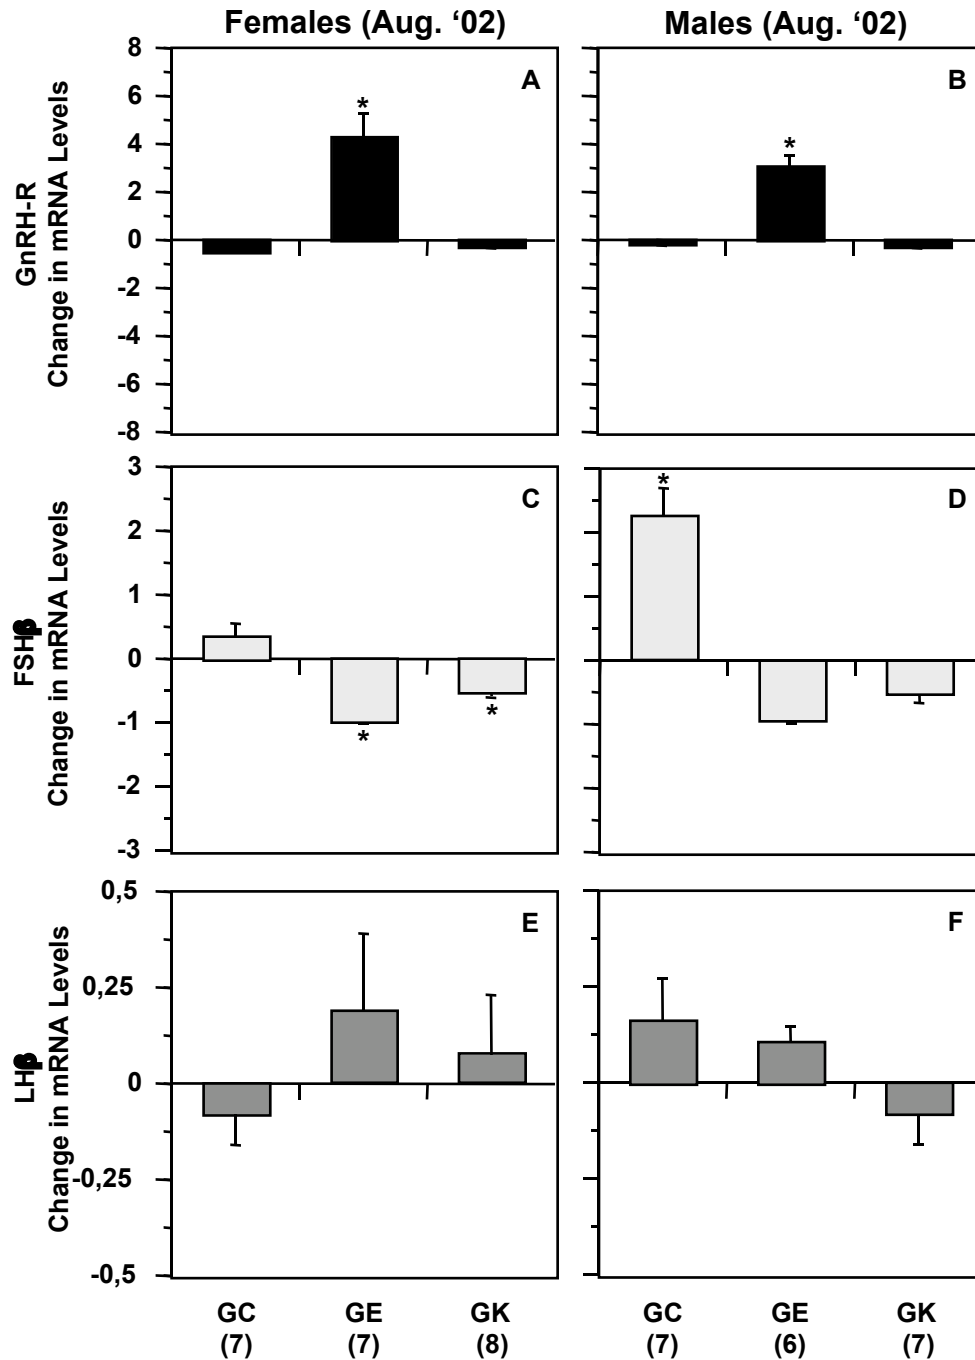 Females (Aug. ‘02)
Males (Aug. ‘02)
GnRH-R
Change in mRNA Levels
8
6
4
2
0
-2
-4
-6
-8
A
*
B
*
FSHβ
Change in mRNA Levels
3
2
1
0
-1
-2
-3
C
*
*
D
*
LHβ
Change in mRNA Levels
0,5
0,25
0
-0,25
-0,5
E
F
GC GE GK GC GE GK
(7) (7) (8) (7) (6) (7)